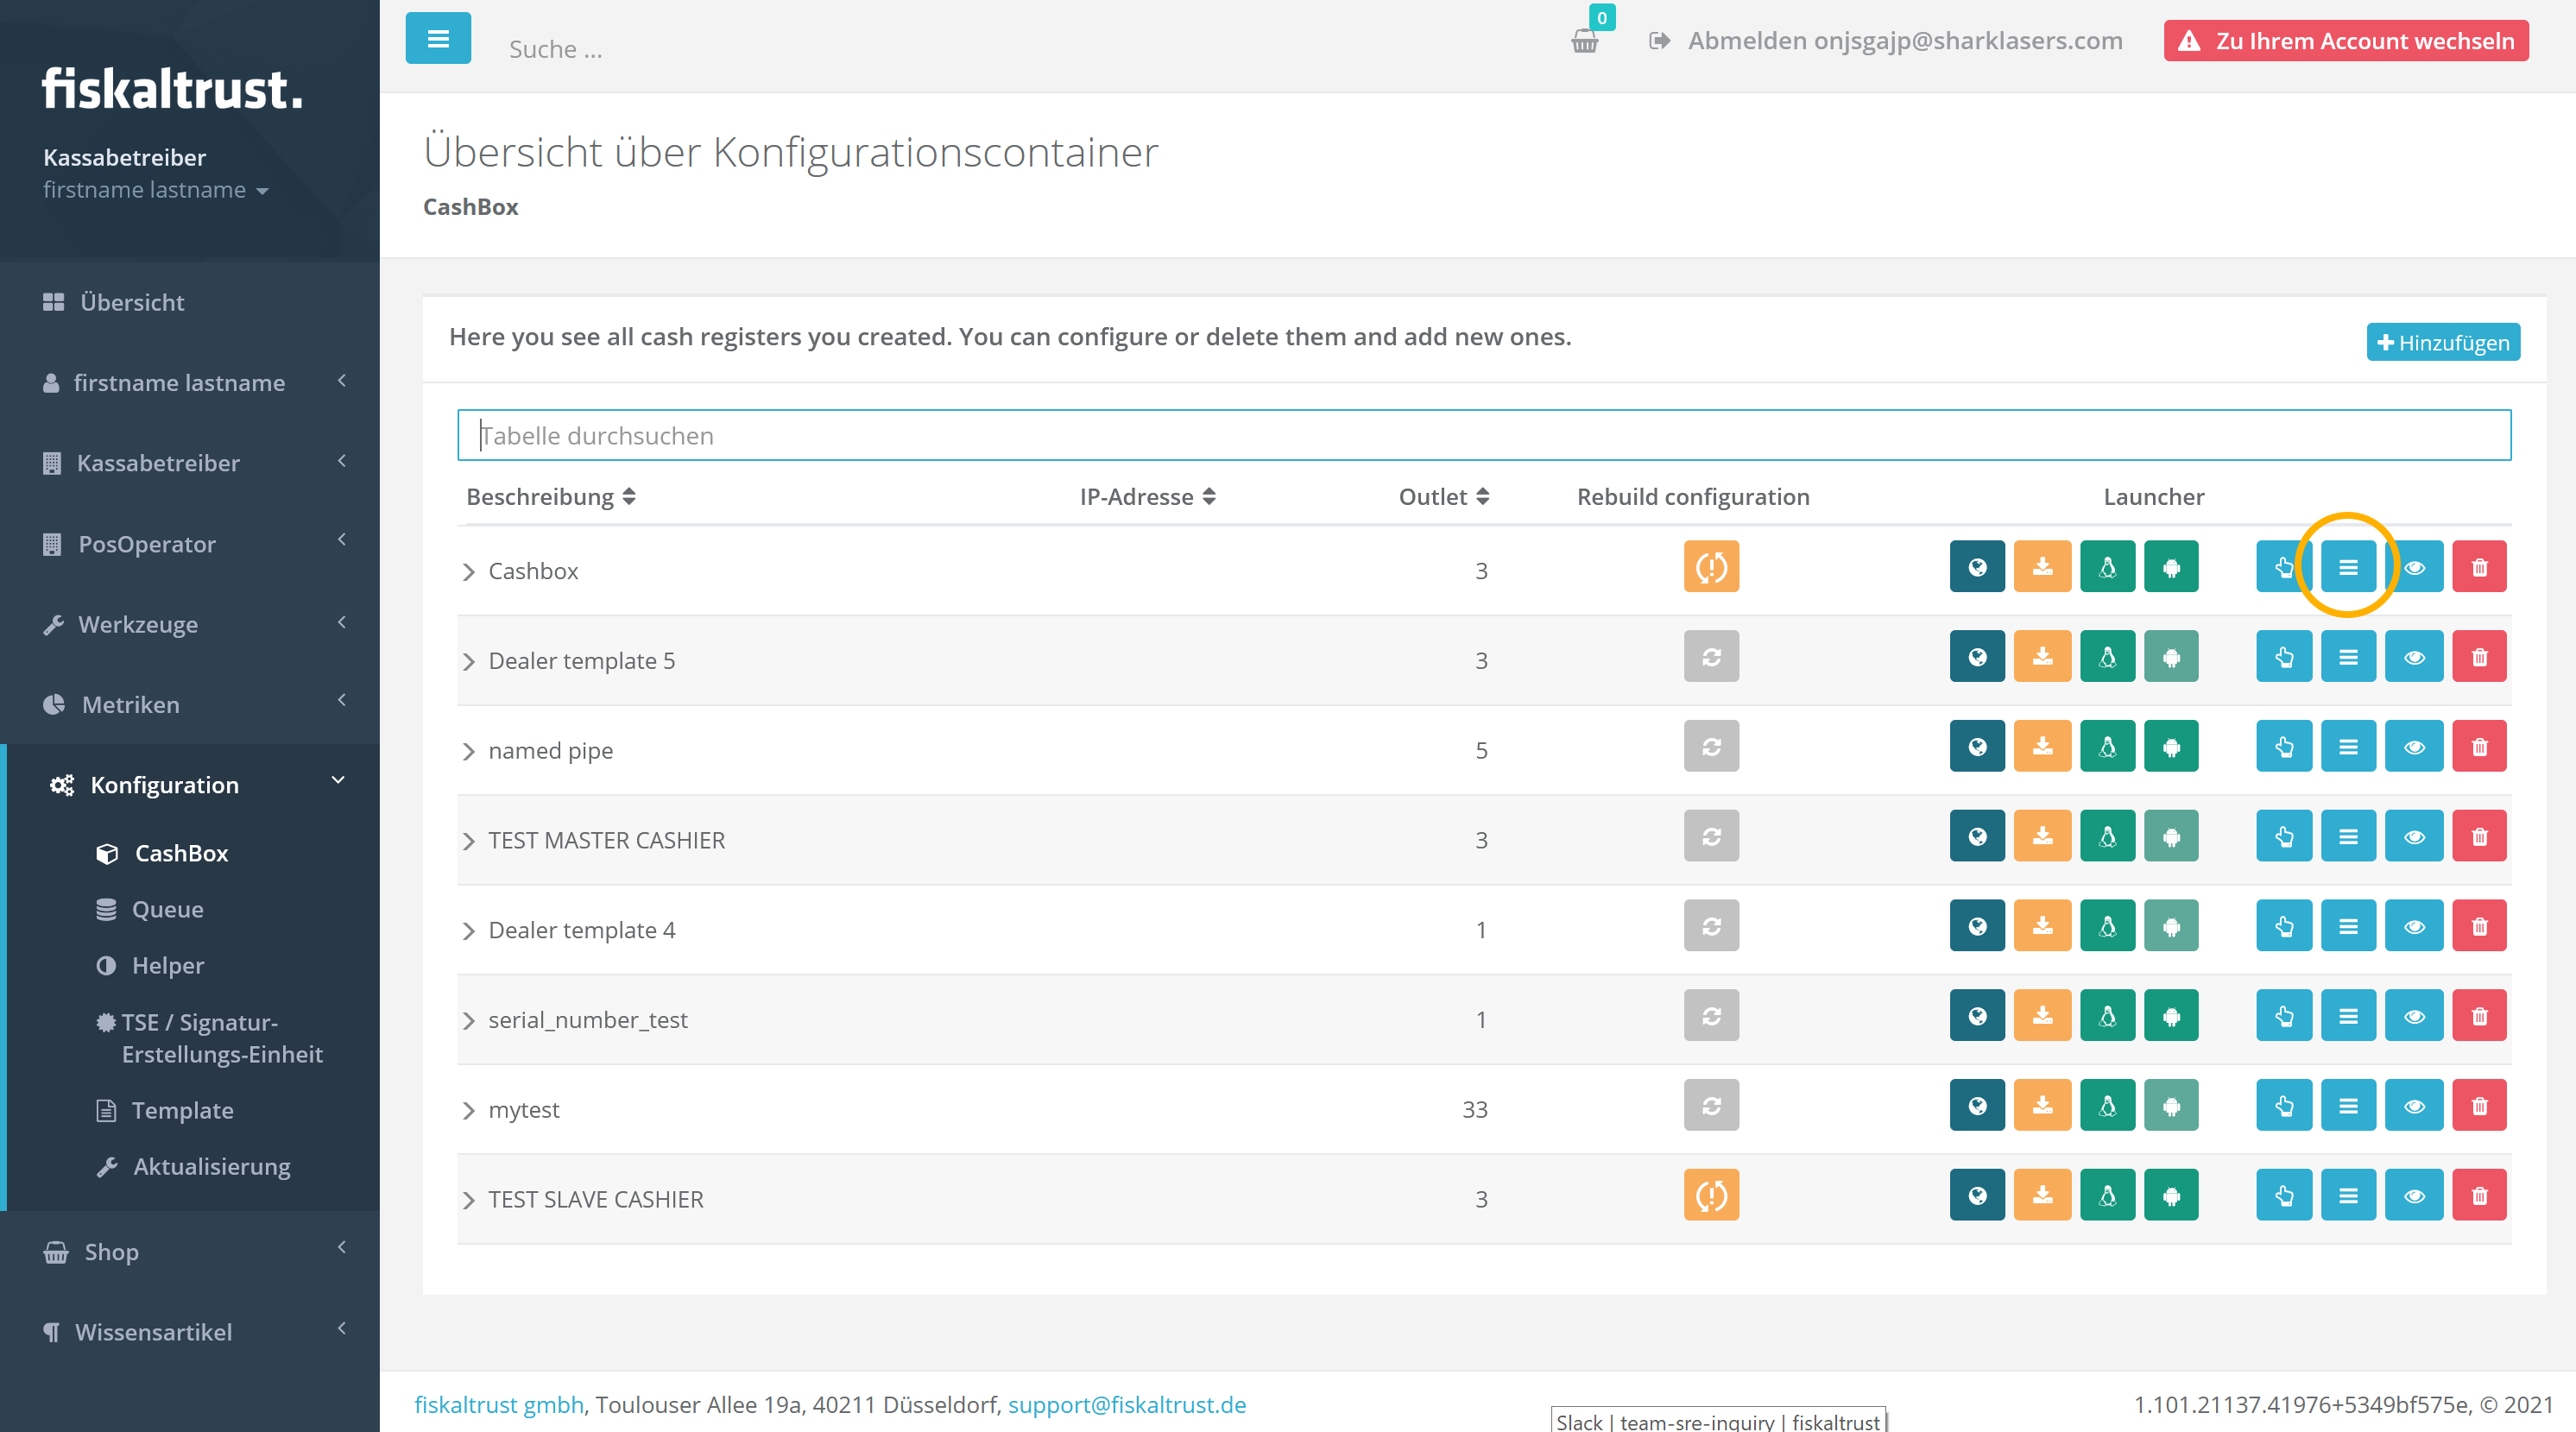 fiskaltrust.
Kassabetreiber
firstname lastname
Übersicht
firstname lastname
Kassabetreiber
PosOperator
Werkzeuge
Metriken
Konfiguration
CashBox
Queue
Helper
TSE / Signatur-
Erstellungs-Einheit
Template
Aktualisierung
Shop
Wissensartikel
Suche ...
0
Abmelden onjsgajp@sharklasers.com
Zu Ihrem Account wechseln
Übersicht über Konfigurationscontainer
CashBox
Here you see all cash registers you created. You can configure or delete them and add new ones.
Hinzufügen
Tabelle durchsuchen
Beschreibung IP-Adresse Outlet Rebuild configuration Launcher
Cashbox 3
Dealer template 5 3
named pipe 5
TEST MASTER CASHIER 3
Dealer template 4 1
serial_number_test 1
mytest 33
TEST SLAVE CASHIER 3
fiskaltrust gmbh, Toulouser Allee 19a, 40211 Düsseldorf, support@fiskaltrust.de
Slack | team-sre-inquiry | fiskaltrust
1.101.21137.41976+5349bf575e, © 2021